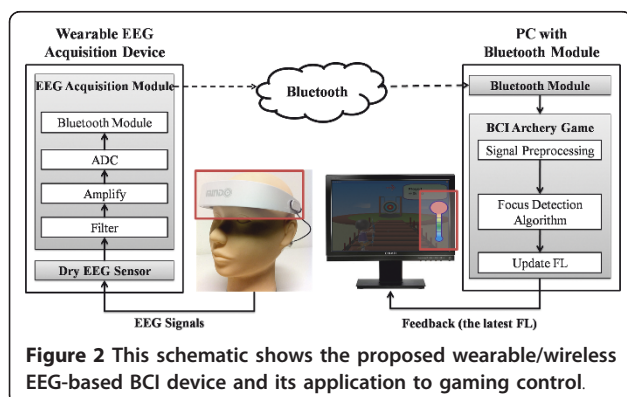 Wearable EEG
Acquisition Device
PC with
Bluetooth Module
EEG Acquisition Module
Bluetooth Module
ADC
Amplify
Filter
Dry EEG Sensor
EEG Signals
Bluetooth
Bluetooth Module
BCI Archery Game
Signal Preprocessing
Focus Detection
Algorithm
Update FL
Feedback (the latest FL)
Figure 2 This schematic shows the proposed wearable/wireless
EEG-based BCI device and its application to gaming control.